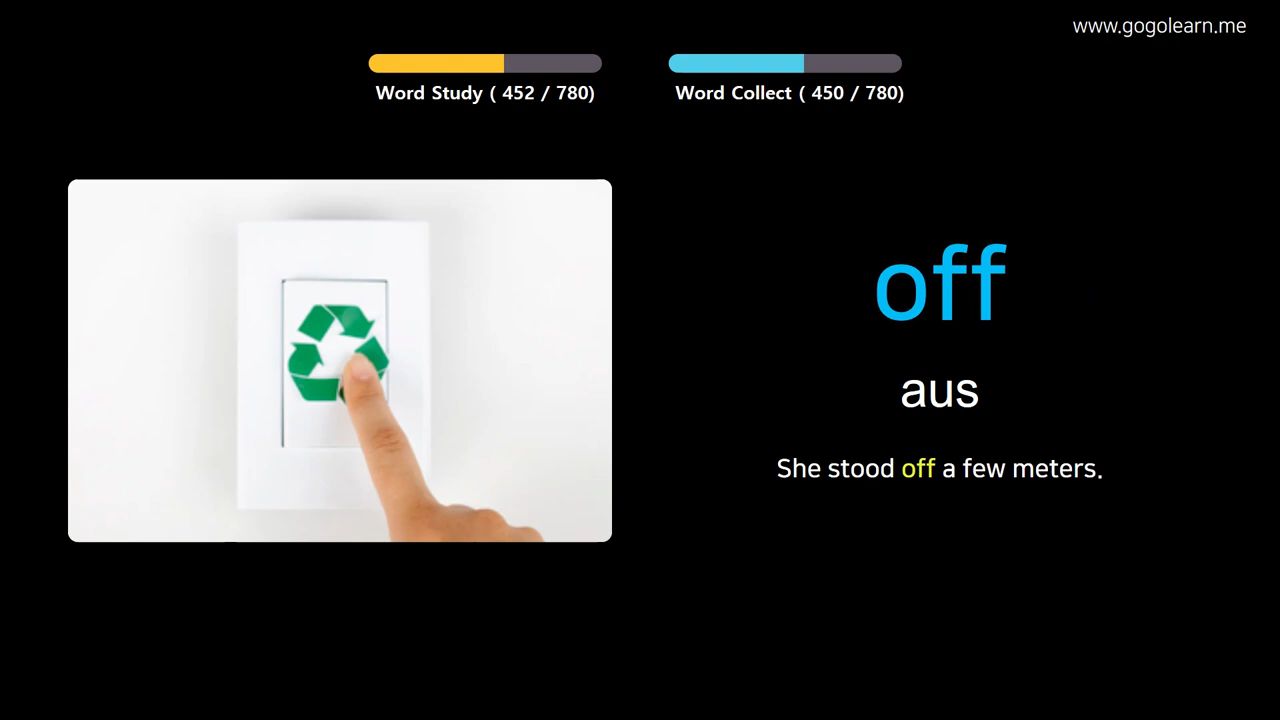 www.gogolearn.me
Word Study ( 452 / 780)
Word Collect ( 450 / 780)
off
aus
She stood off a few meters.